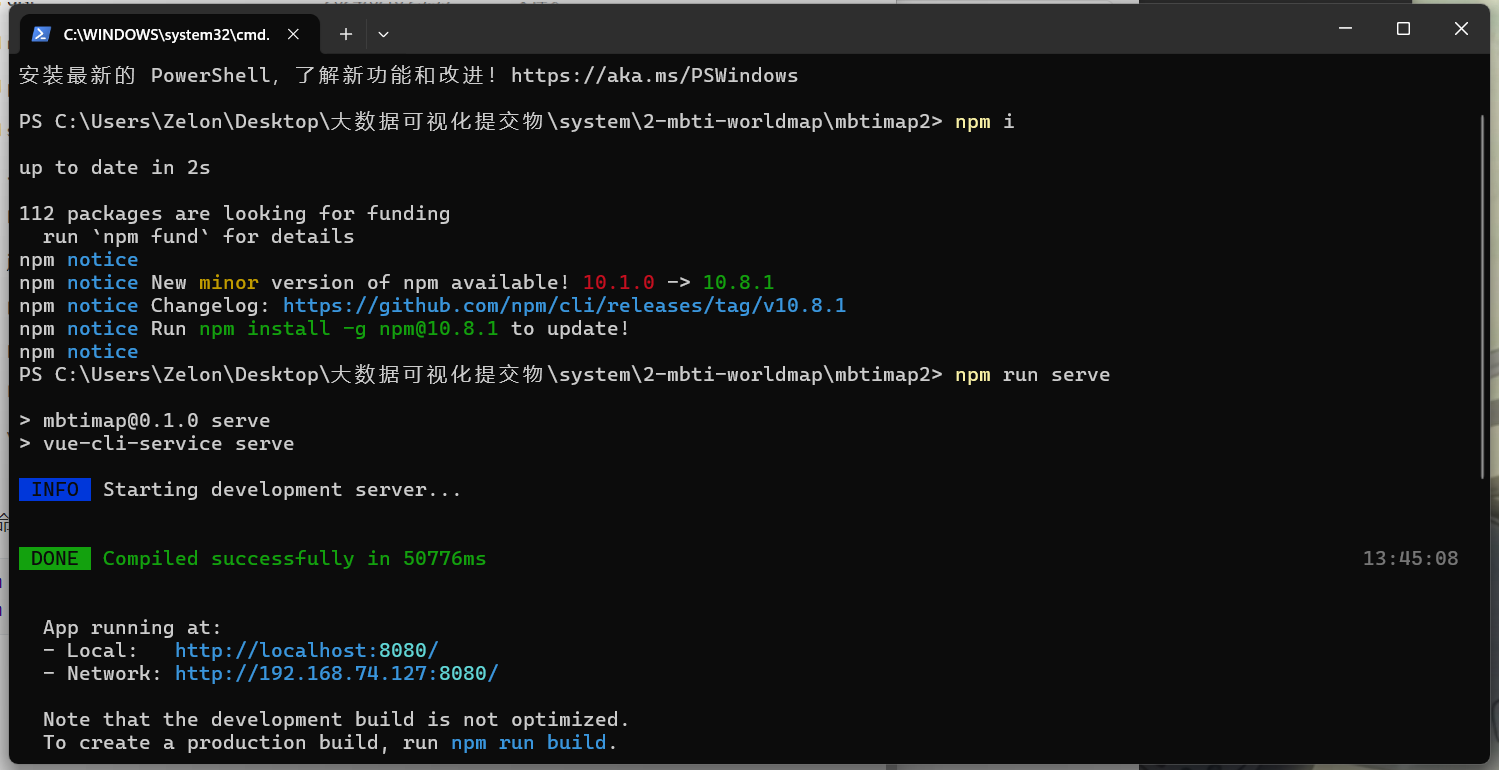 C:\WINDOWS\system32\cmd.
安装最新的 PowerShell，了解新功能和改进！https://aka.ms/PSWindows
PS C:\Users\Zelon\Desktop\大数据可视化提交物\system\2-mbti-worldmap\mbtimap2> npm i
up to date in 2s
112 packages are looking for funding
run `npm fund` for details
npm notice
npm notice New minor version of npm available! 10.1.0 -> 10.8.1
npm notice Changelog: https://github.com/npm/cli/releases/tag/v10.8.1
npm notice Run npm install -g npm@10.8.1 to update!
npm notice
PS C:\Users\Zelon\Desktop\大数据可视化提交物\system\2-mbti-worldmap\mbtimap2> npm run serve
> mbtimap@0.1.0 serve
> vue-cli-service serve
INFO Starting development server...
DONE Compiled successfully in 50776ms 13:45:08
App running at:
- Local: http://localhost:8080/
- Network: http://192.168.74.127:8080/
Note that the development build is not optimized.
To create a production build, run npm run build.